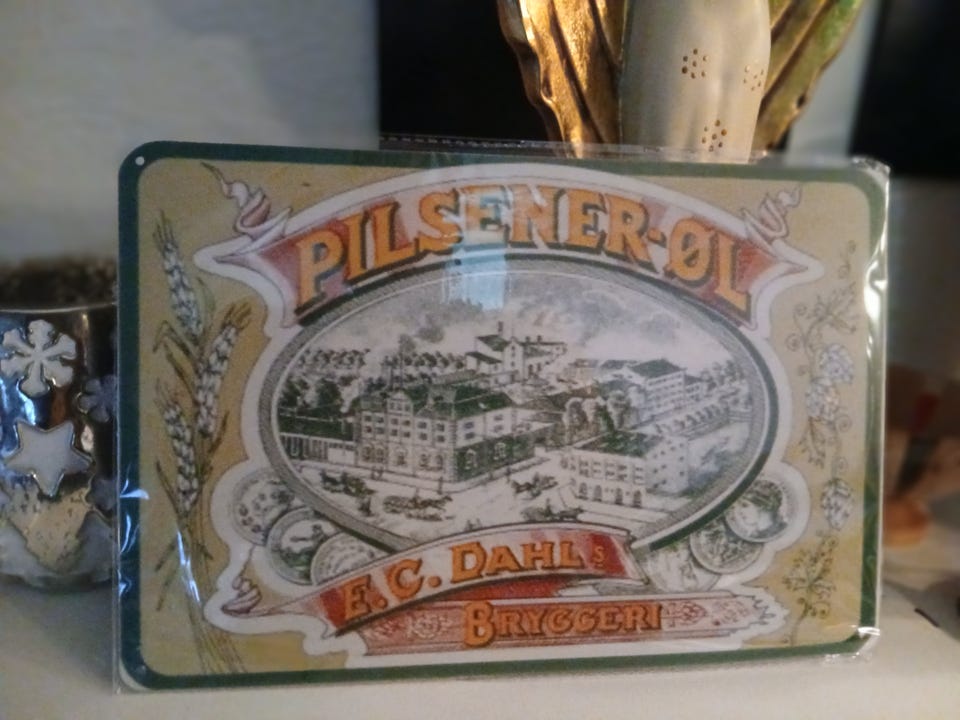 PILSENER-ØL
E.C. DAHLS
BRYGGERI